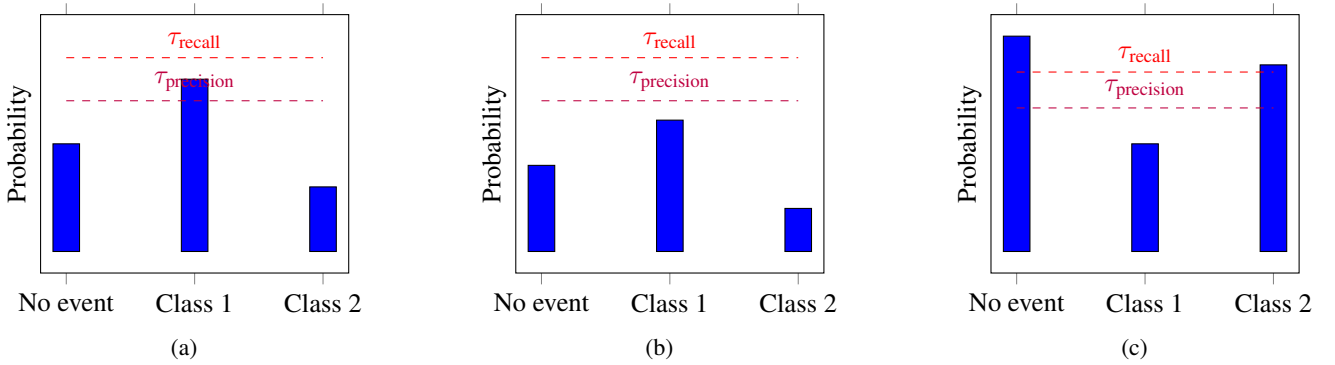 Probability
τrecall
τprecision
No event Class 1 Class 2
(a)
Probability
τrecall
τprecision
No event Class 1 Class 2
(b)
Probability
τrecall
τprecision
No event Class 1 Class 2
(c)